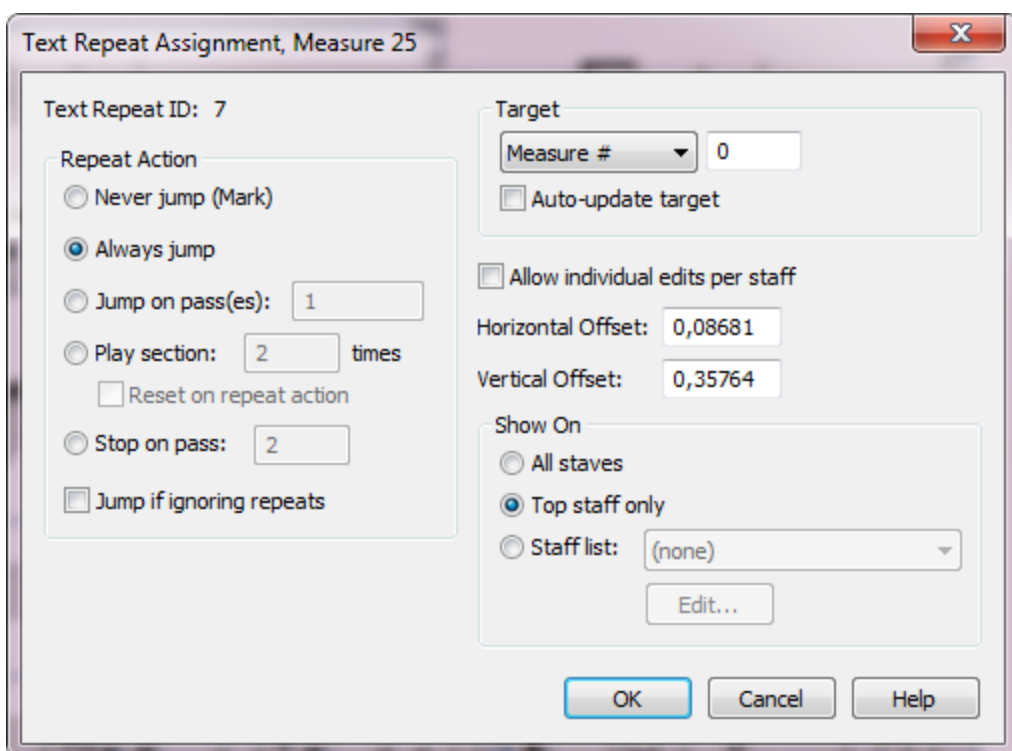 Text Repeat Assignment, Measure 25
Text Repeat ID: 7
Repeat Action
Never jump (Mark)
Always jump
Jump on pass(es): 1
Play section: 2 times
Reset on repeat action
Stop on pass: 2
Jump if ignoring repeats
Target
Measure # 0
Auto-update target
Allow individual edits per staff
Horizontal Offset: 0,08681
Vertical Offset: 0,35764
Show On
All staves
Top staff only
Staff list: (none)
Edit...
OK Cancel Help